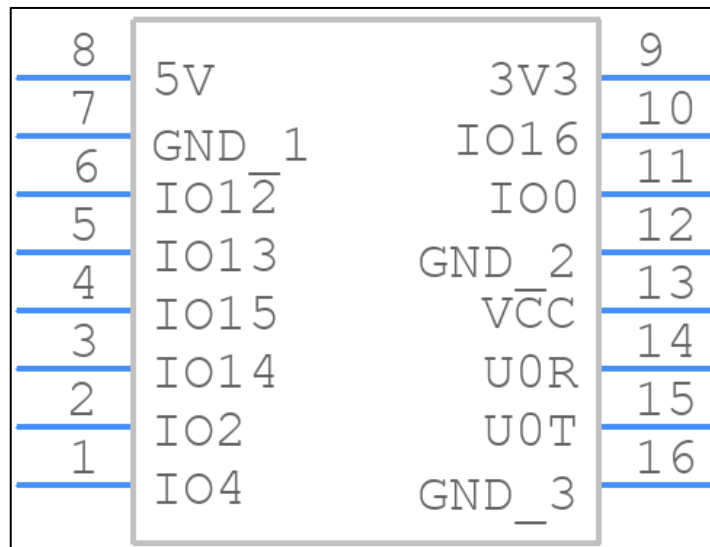 8 5V 3V3 9
7 GND_1 IO16 10
6 IO12 IO0 11
5 IO13 GND_2 12
4 IO15 VCC 13
3 IO14 U0R 14
2 IO2 U0T 15
1 IO4 GND_3 16